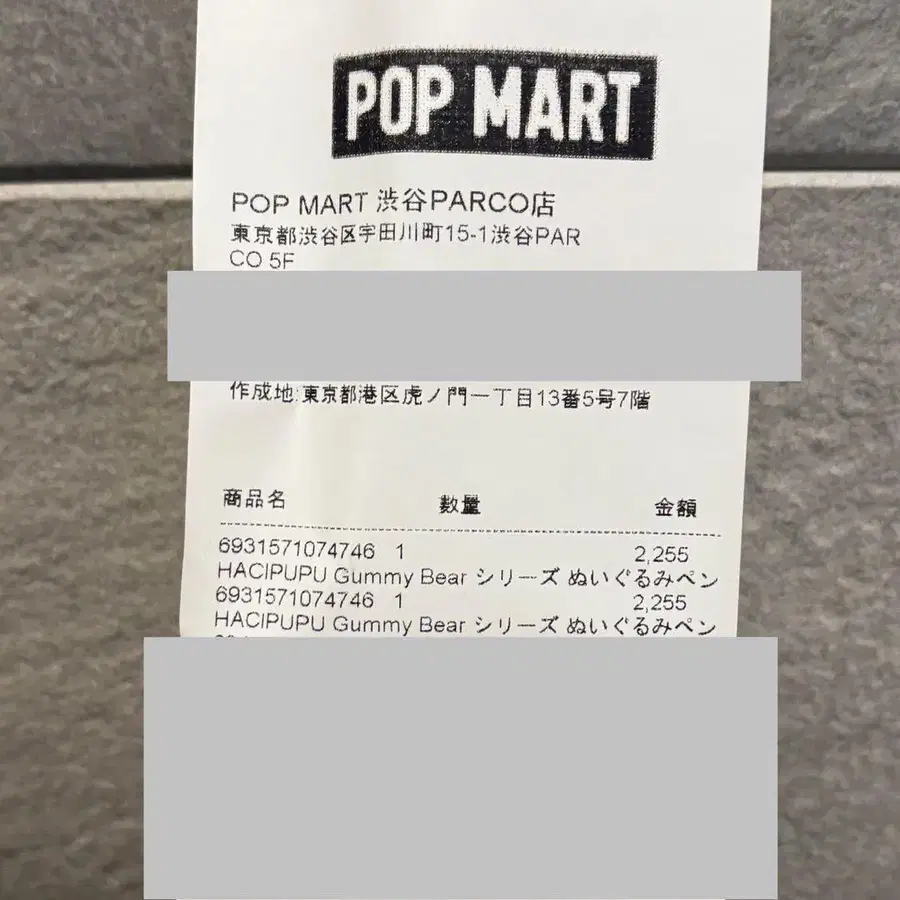 POP MART
POP MART 渋谷PARCO店
東京都渋谷区宇田川町15-1渋谷PAR
CO 5F
作成地:東京都港区虎ノ門一丁目13番5号7階
商品名 数量 金額
6931571074746 1 2,255
HACIPUPU Gummy Bear シリーズ ぬいぐるみペン
6931571074746 1 2,255
HACIPUPU Gummy Bear シリーズ ぬいぐるみペン